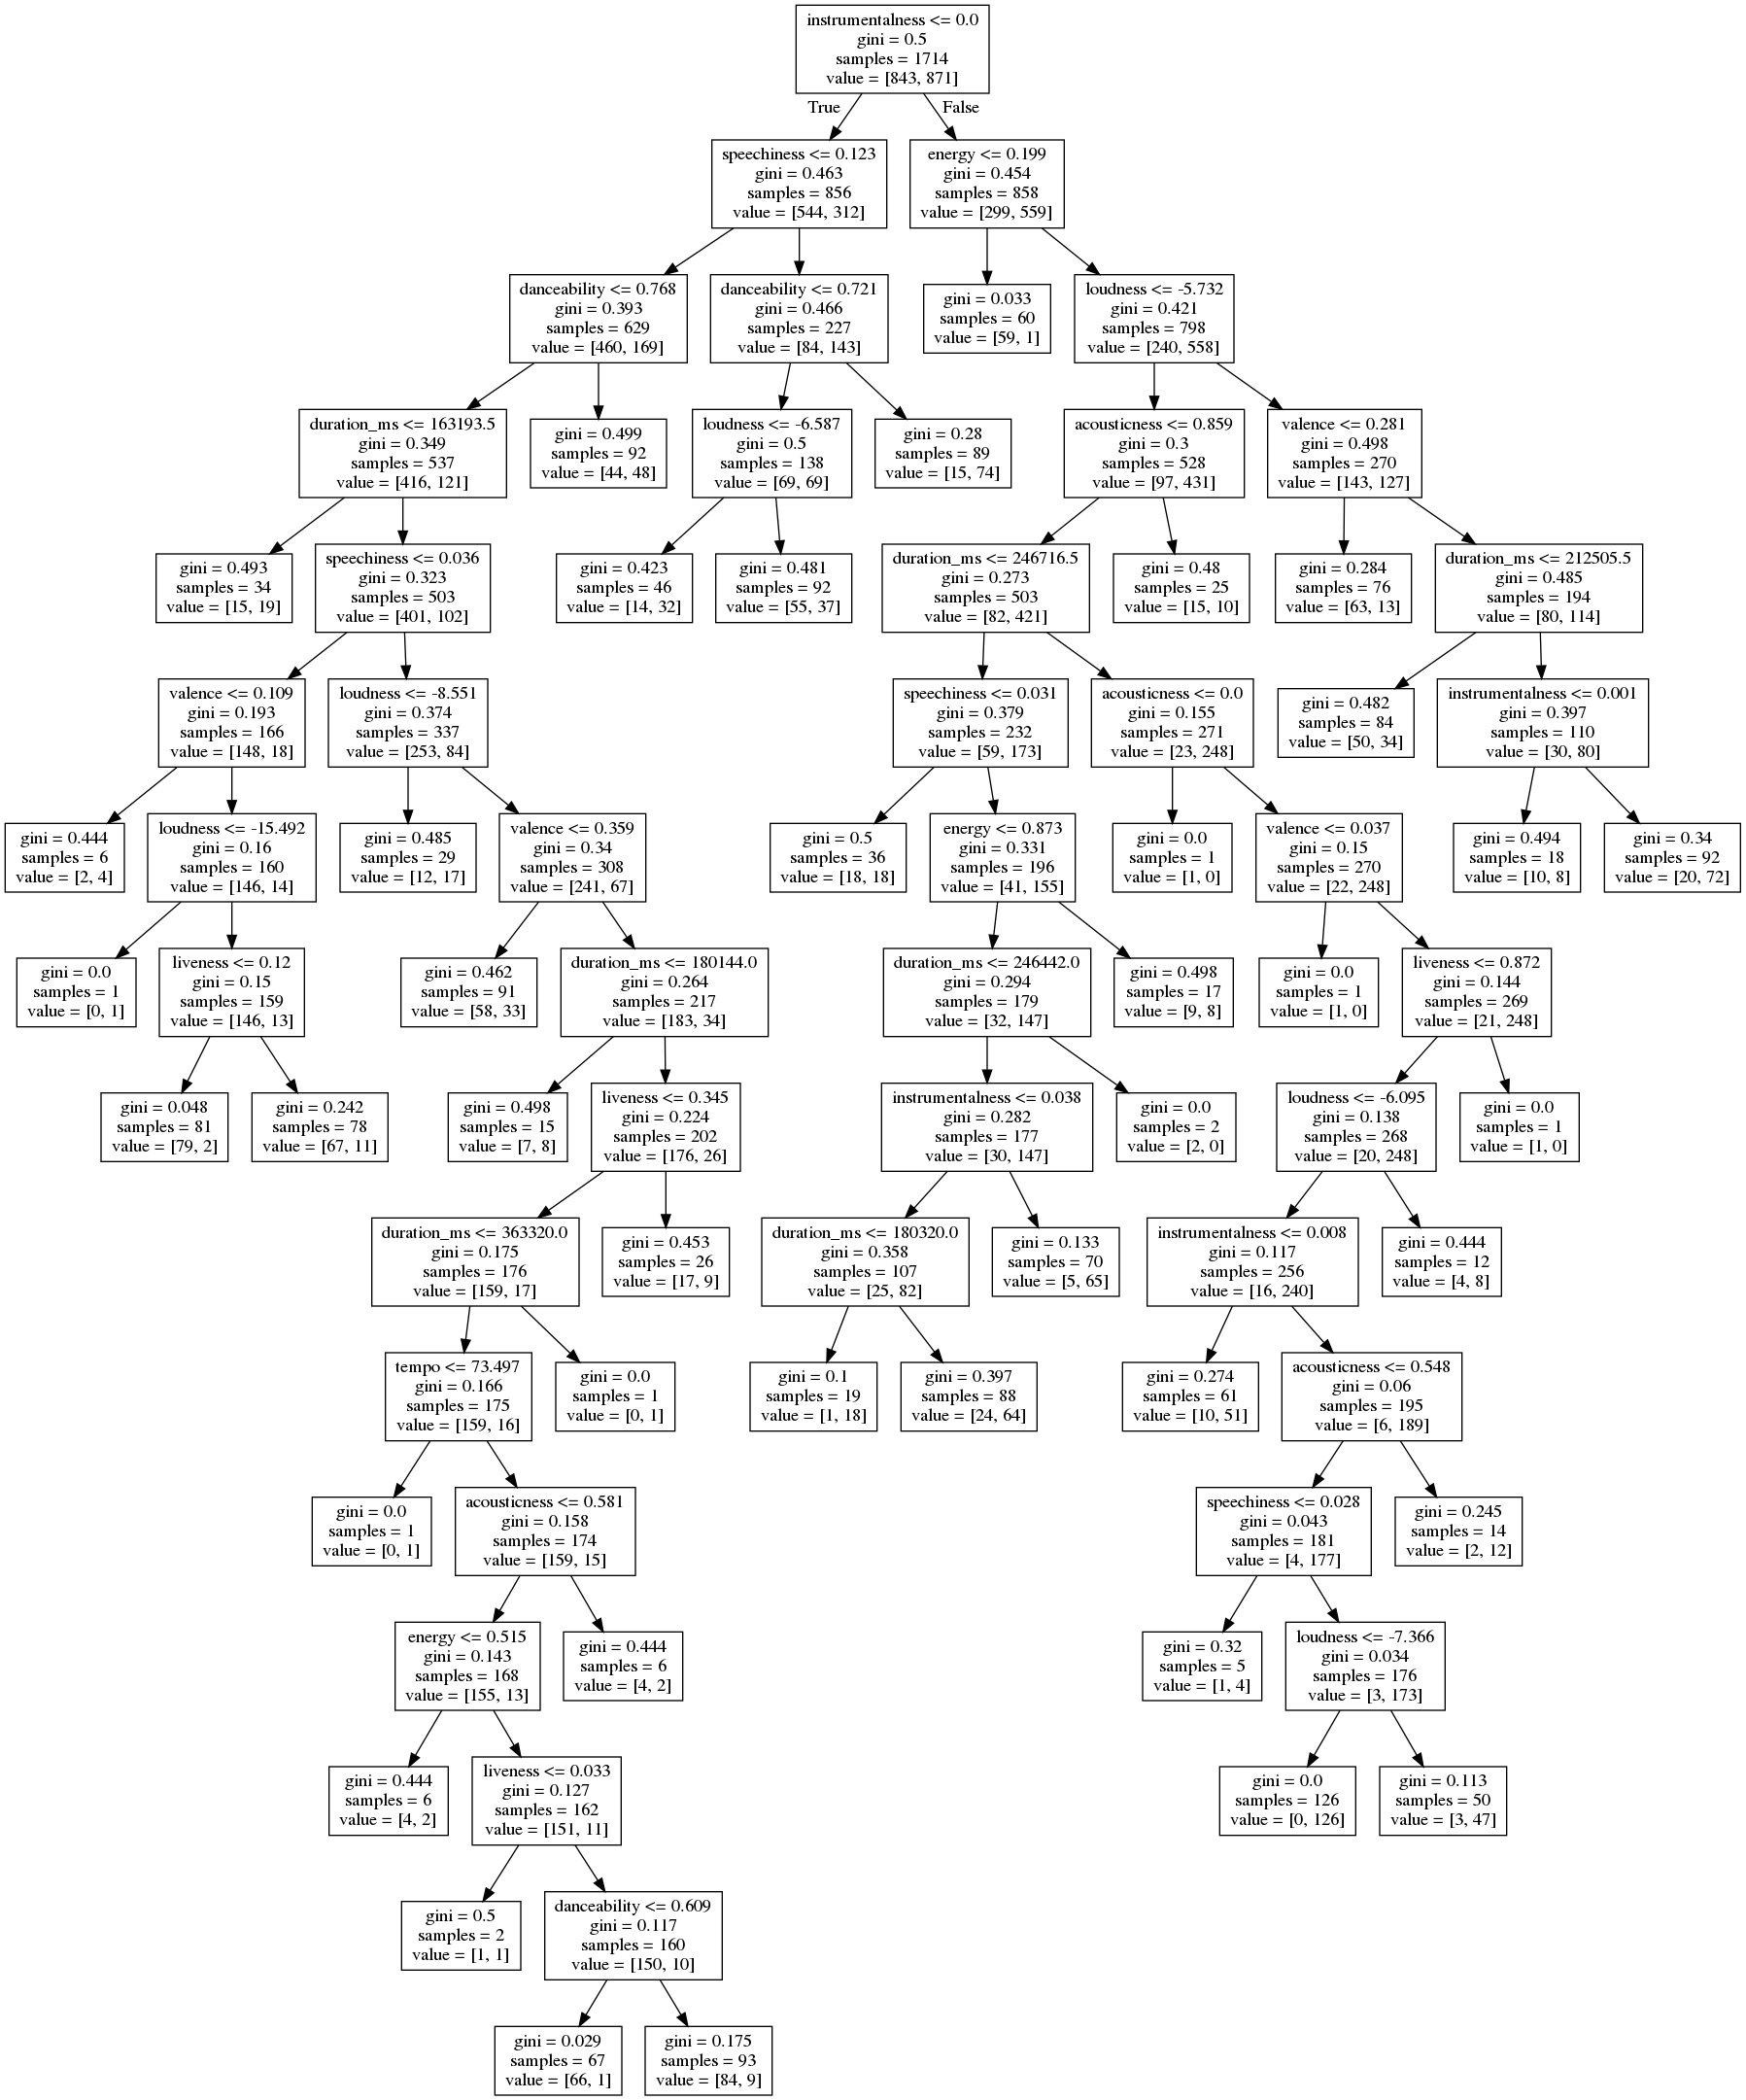 instrumentalness <= 0.0
gini = 0.5
samples = 1714
value = [843, 871]
True
False
speechiness <= 0.123
gini = 0.463
samples = 856
value = [544, 312]
energy <= 0.199
gini = 0.454
samples = 858
value = [299, 559]
danceability <= 0.768
gini = 0.393
samples = 629
value = [460, 169]
danceability <= 0.721
gini = 0.466
samples = 227
value = [84, 143]
gini = 0.033
samples = 60
value = [59, 1]
loudness <= -5.732
gini = 0.421
samples = 798
value = [240, 558]
duration_ms <= 163193.5
gini = 0.349
samples = 537
value = [416, 121]
gini = 0.499
samples = 92
value = [44, 48]
loudness <= -6.587
gini = 0.5
samples = 138
value = [69, 69]
gini = 0.28
samples = 89
value = [15, 74]
acousticness <= 0.859
gini = 0.3
samples = 528
value = [97, 431]
valence <= 0.281
gini = 0.498
samples = 270
value = [143, 127]
gini = 0.493
samples = 34
value = [15, 19]
speechiness <= 0.036
gini = 0.323
samples = 503
value = [401, 102]
gini = 0.423
samples = 46
value = [14, 32]
gini = 0.481
samples = 92
value = [55, 37]
duration_ms <= 246716.5
gini = 0.273
samples = 503
value = [82, 421]
gini = 0.48
samples = 25
value = [15, 10]
gini = 0.284
samples = 76
value = [63, 13]
duration_ms <= 212505.5
gini = 0.485
samples = 194
value = [80, 114]
valence <= 0.109
gini = 0.193
samples = 166
value = [148, 18]
loudness <= -8.551
gini = 0.374
samples = 337
value = [253, 84]
speechiness <= 0.031
gini = 0.379
samples = 232
value = [59, 173]
acousticness <= 0.0
gini = 0.155
samples = 271
value = [23, 248]
gini = 0.482
samples = 84
value = [50, 34]
instrumentalness <= 0.001
gini = 0.397
samples = 110
value = [30, 80]
gini = 0.444
samples = 6
value = [2, 4]
loudness <= -15.492
gini = 0.16
samples = 160
value = [146, 14]
gini = 0.485
samples = 29
value = [12, 17]
valence <= 0.359
gini = 0.34
samples = 308
value = [241, 67]
gini = 0.5
samples = 36
value = [18, 18]
energy <= 0.873
gini = 0.331
samples = 196
value = [41, 155]
gini = 0.0
samples = 1
value = [1, 0]
valence <= 0.037
gini = 0.15
samples = 270
value = [22, 248]
gini = 0.494
samples = 18
value = [10, 8]
gini = 0.34
samples = 92
value = [20, 72]
gini = 0.0
samples = 1
value = [0, 1]
liveness <= 0.12
gini = 0.15
samples = 159
value = [146, 13]
gini = 0.462
samples = 91
value = [58, 33]
duration_ms <= 180144.0
gini = 0.264
samples = 217
value = [183, 34]
duration_ms <= 246442.0
gini = 0.294
samples = 179
value = [32, 147]
gini = 0.498
samples = 17
value = [9, 8]
gini = 0.0
samples = 1
value = [1, 0]
liveness <= 0.872
gini = 0.144
samples = 269
value = [21, 248]
gini = 0.048
samples = 81
value = [79, 2]
gini = 0.242
samples = 78
value = [67, 11]
gini = 0.498
samples = 15
value = [7, 8]
liveness <= 0.345
gini = 0.224
samples = 202
value = [176, 26]
instrumentalness <= 0.038
gini = 0.282
samples = 177
value = [30, 147]
gini = 0.0
samples = 2
value = [2, 0]
loudness <= -6.095
gini = 0.138
samples = 268
value = [20, 248]
gini = 0.0
samples = 1
value = [1, 0]
duration_ms <= 363320.0
gini = 0.175
samples = 176
value = [159, 17]
gini = 0.453
samples = 26
value = [17, 9]
duration_ms <= 180320.0
gini = 0.358
samples = 107
value = [25, 82]
gini = 0.133
samples = 70
value = [5, 65]
instrumentalness <= 0.008
gini = 0.117
samples = 256
value = [16, 240]
gini = 0.444
samples = 12
value = [4, 8]
tempo <= 73.497
gini = 0.166
samples = 175
value = [159, 16]
gini = 0.0
samples = 1
value = [0, 1]
gini = 0.1
samples = 19
value = [1, 18]
gini = 0.397
samples = 88
value = [24, 64]
gini = 0.274
samples = 61
value = [10, 51]
acousticness <= 0.548
gini = 0.06
samples = 195
value = [6, 189]
gini = 0.0
samples = 1
value = [0, 1]
acousticness <= 0.581
gini = 0.158
samples = 174
value = [159, 15]
speechiness <= 0.028
gini = 0.043
samples = 181
value = [4, 177]
gini = 0.245
samples = 14
value = [2, 12]
energy <= 0.515
gini = 0.143
samples = 168
value = [155, 13]
gini = 0.444
samples = 6
value = [4, 2]
gini = 0.32
samples = 5
value = [1, 4]
loudness <= -7.366
gini = 0.034
samples = 176
value = [3, 173]
gini = 0.444
samples = 6
value = [4, 2]
liveness <= 0.033
gini = 0.127
samples = 162
value = [151, 11]
gini = 0.0
samples = 126
value = [0, 126]
gini = 0.113
samples = 50
value = [3, 47]
gini = 0.5
samples = 2
value = [1, 1]
danceability <= 0.609
gini = 0.117
samples = 160
value = [150, 10]
gini = 0.029
samples = 67
value = [66, 1]
gini = 0.175
samples = 93
value = [84, 9]